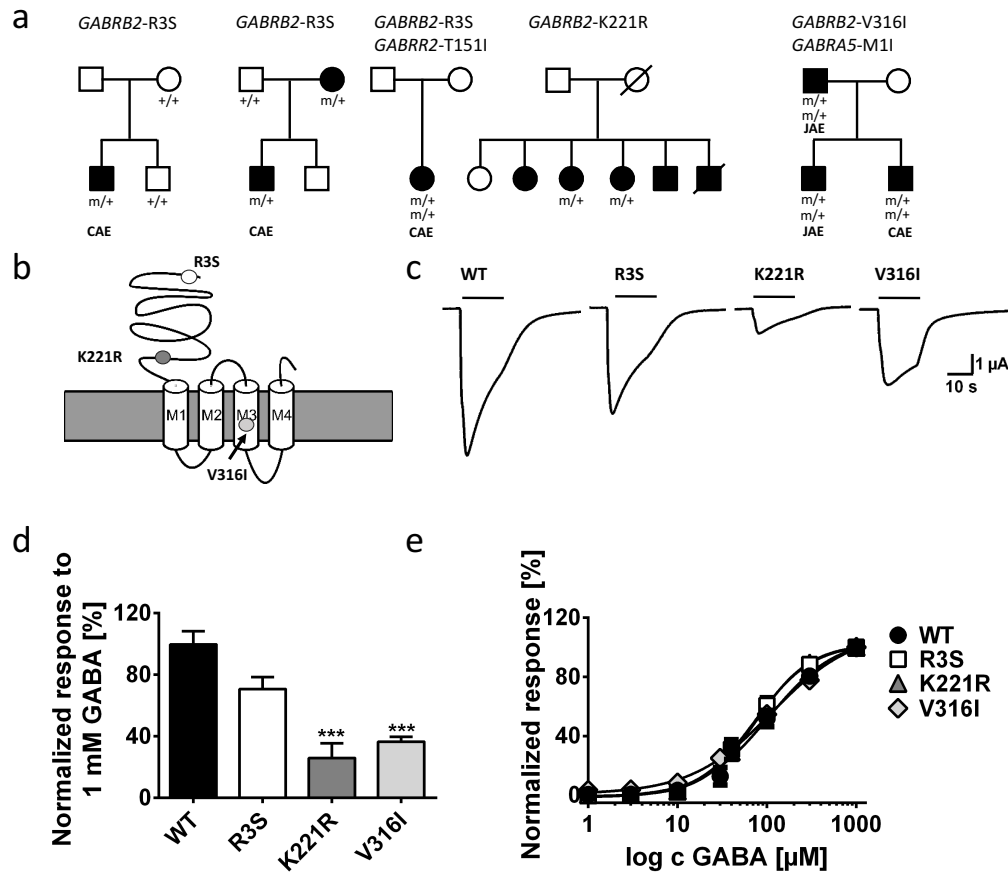 a
GABRB2-R3S
GABRB2-R3S
GABRB2-R3S
GABRR2-T151I
GABRB2-K221R
GABRB2-V316I
GABRA5-M1I
+/+
m/+
+/+
CAE
+/+
m/+
m/+
CAE
m/+
m/+
CAE
m/+
m/+
m/+
m/+
JAE
m/+
m/+
JAE
m/+
m/+
CAE
b
R3S
K221R
M1
M2
M3
M4
V316I
c
WT
R3S
K221R
V316I
1 µA
10 s
d
Normalized response to
1 mM GABA [%]
120
80
40
0
***
***
WT
R3S
K221R
V316I
e
Normalized response [%]
120
80
40
0
1
10
100
1000
log c GABA [µM]
WT
R3S
K221R
V316I